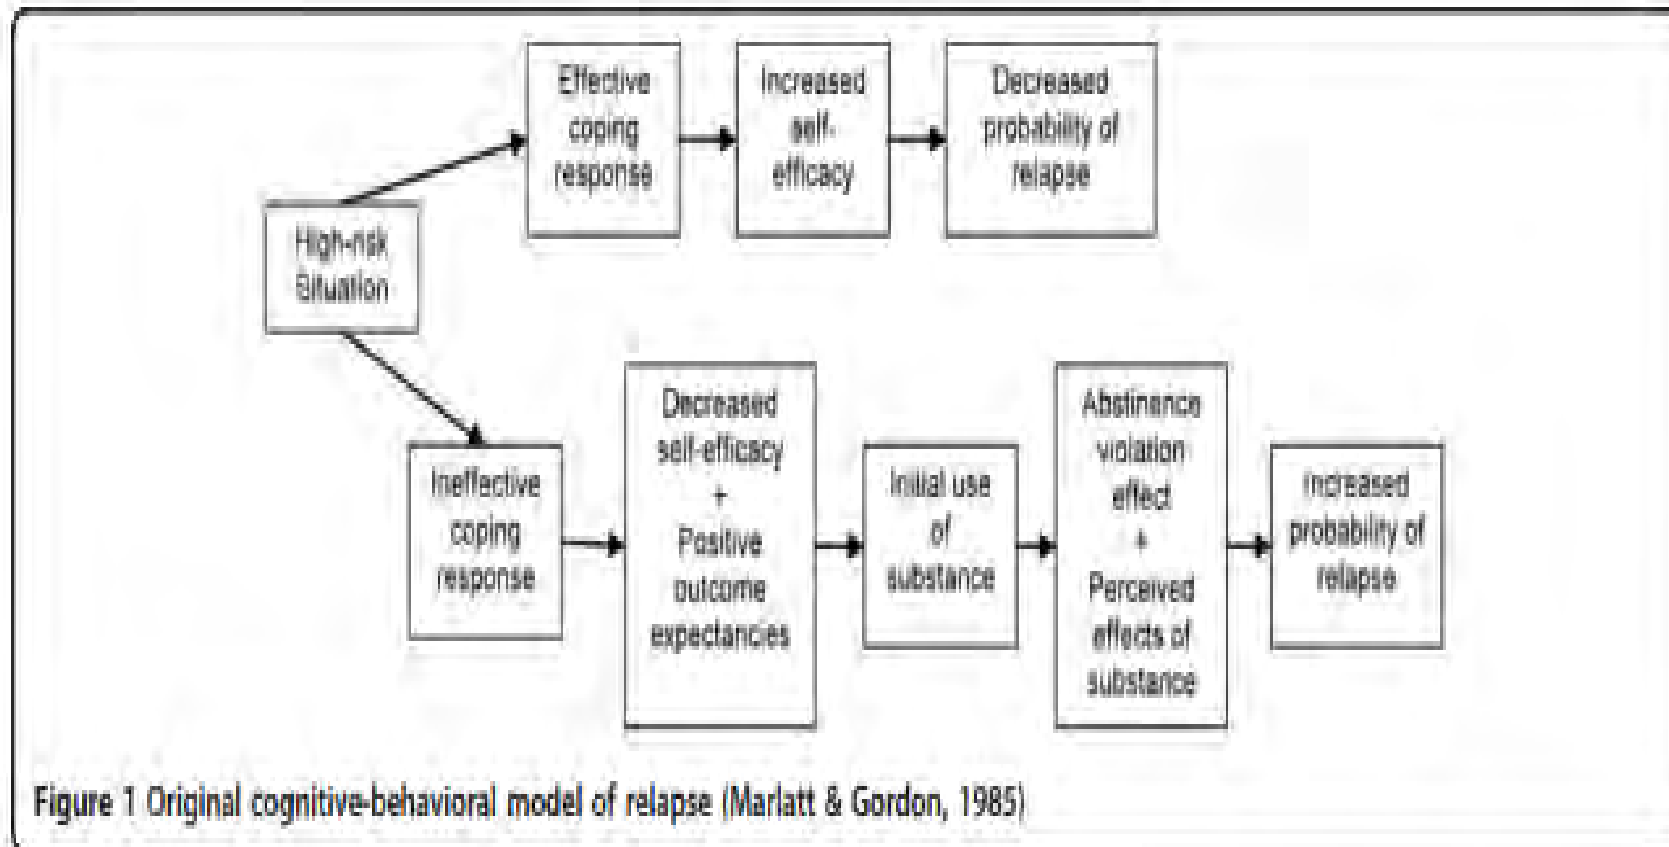 Effective
coping
response
Increased
self-
efficacy
Decreased
probability of
relapse
High-risk
Situation
Ineffective
coping
response
Decreased
self-efficacy
+
Positive
outcome
expectancies
Initial use
of
substance
Abstinence
violation
effect
+
Perceived
effects of
substance
Increased
probability of
relapse
Figure 1 Original cognitive-behavioral model of relapse (Marlatt & Gordon, 1985)